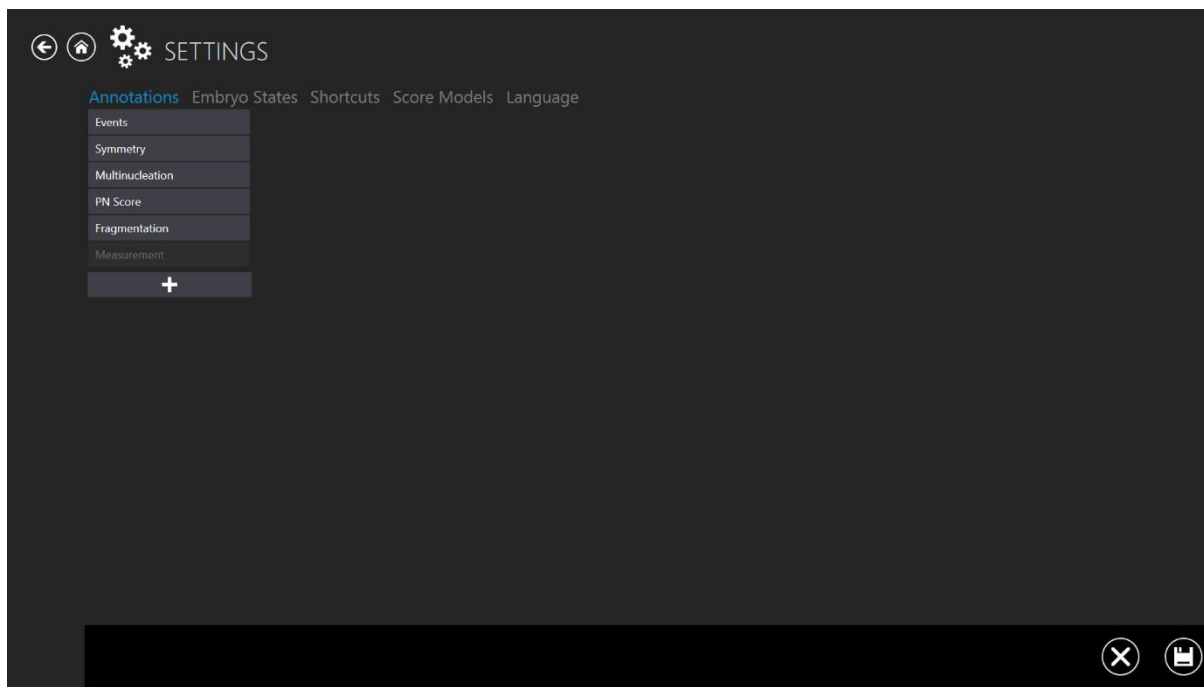 SETTINGS
Annotations Embryo States Shortcuts Score Models Language
Events
Symmetry
Multinucleation
PN Score
Fragmentation
Measurement